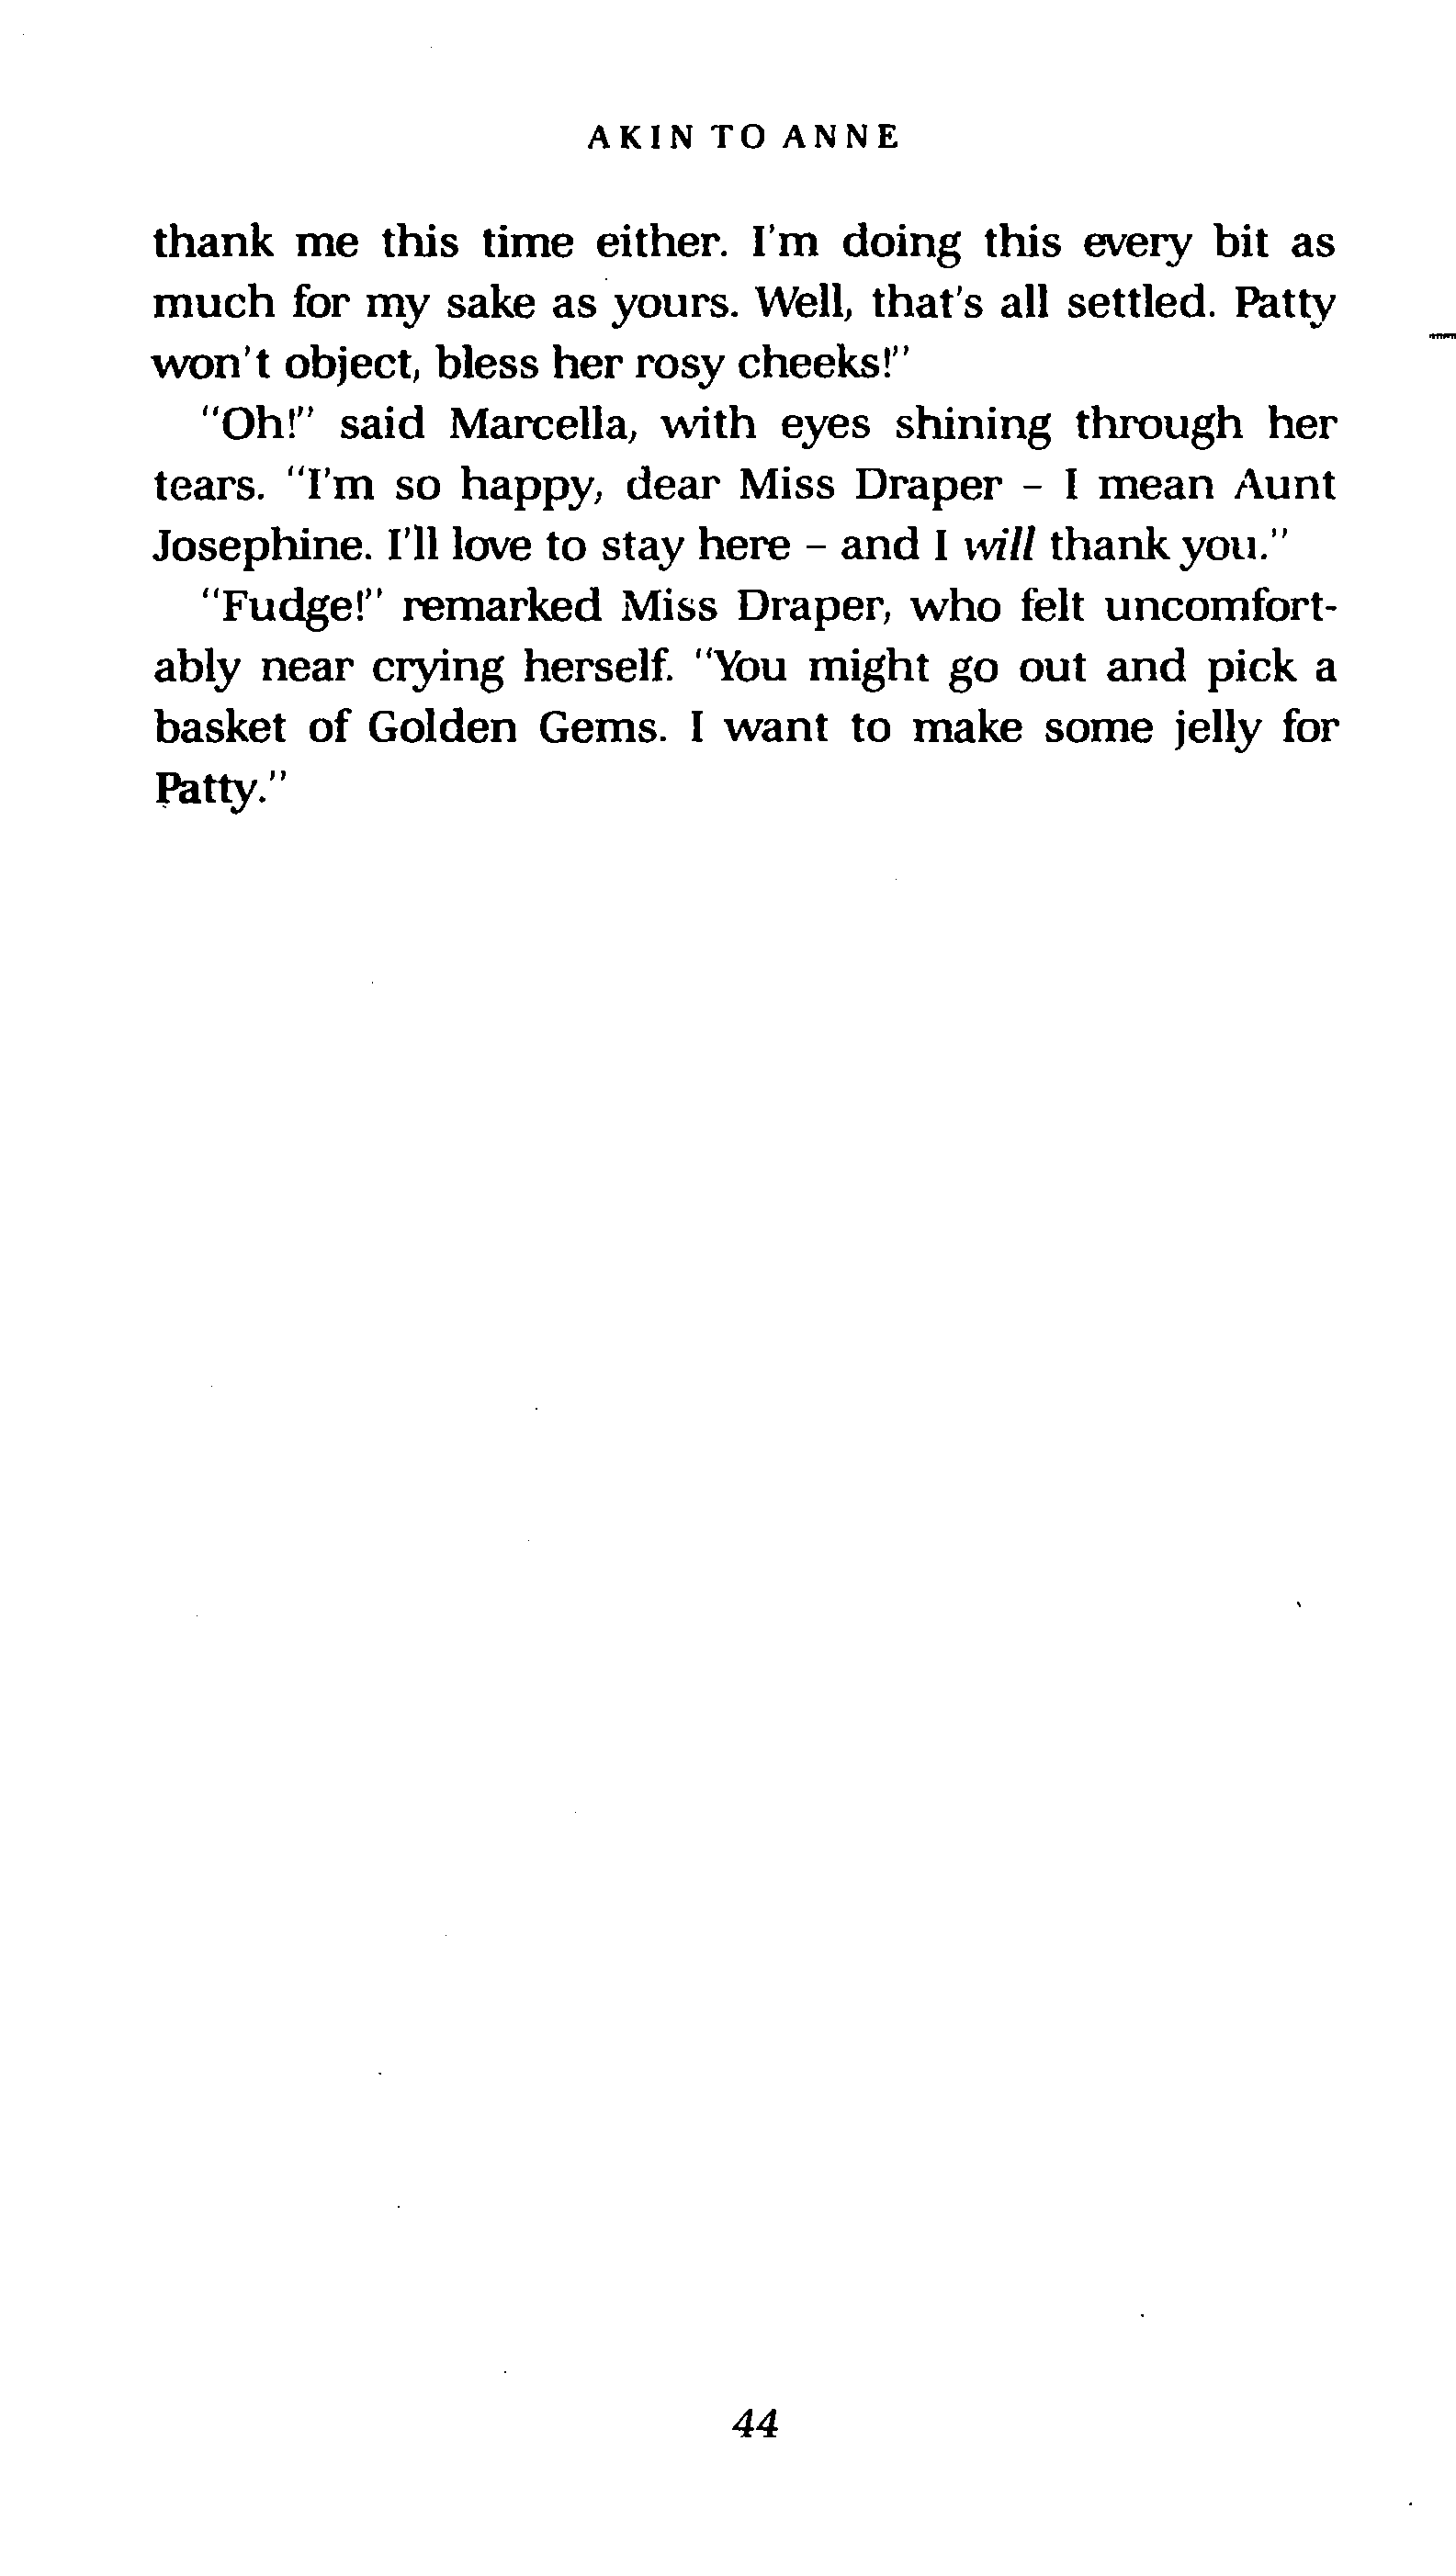 AKIN TO ANNE
thank me this time either. I'm doing this every bit as
much for my sake as yours. Well, that's all settled. Patty
won't object, bless her rosy cheeks!"
"Oh!" said Marcella, with eyes shining through her
tears. "I'm so happy, dear Miss Draper – I mean Aunt
Josephine. I'll love to stay here – and I will thank you."
"Fudge!" remarked Miss Draper, who felt uncomfort-
ably near crying herself. "You might go out and pick a
basket of Golden Gems. I want to make some jelly for
Patty."
44